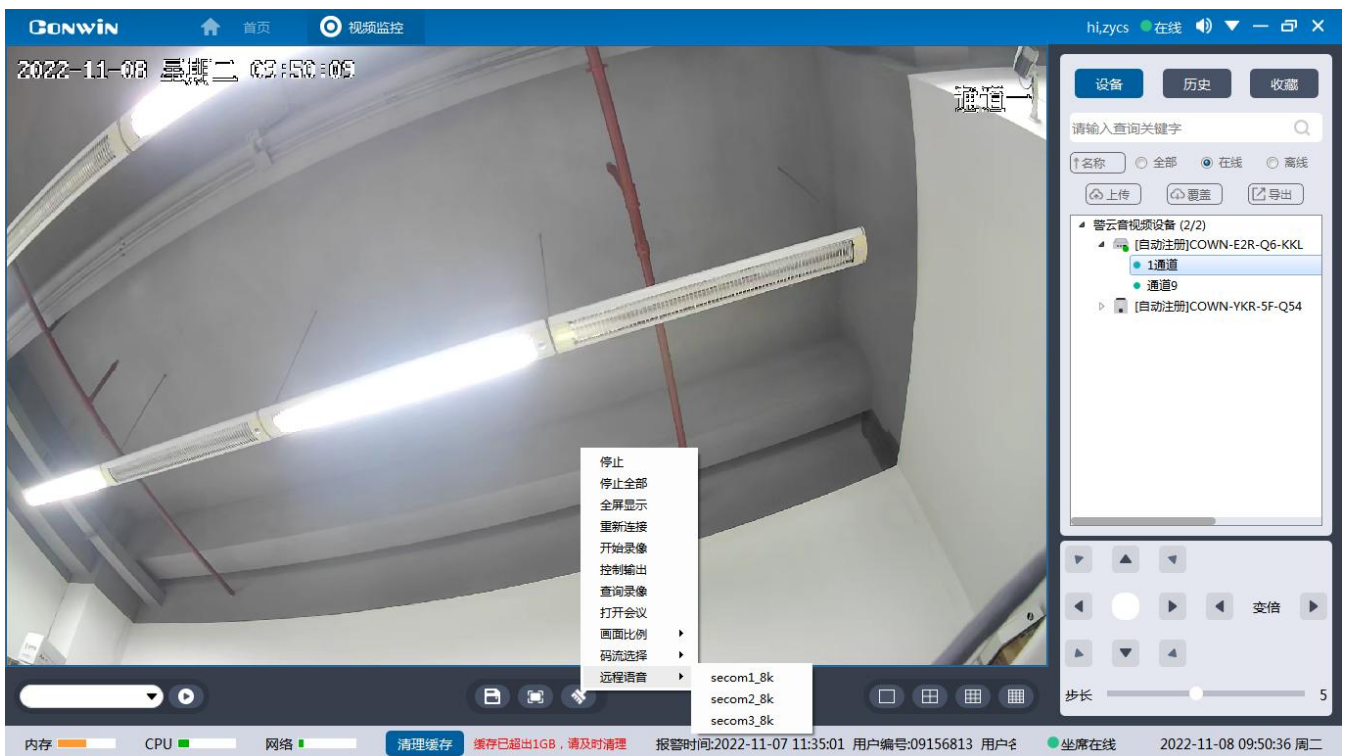 CONWIN 首页 视频监控 hi,zycs 在线
2022-11-08 星期二 03:50:05
通道一
设备 历史 收藏
请输入查询关键字
↑名称 全部 在线 离线
上传 覆盖 导出
警云音视频设备 (2/2)
[自动注册]COWN-E2R-Q6-KKL
1通道
通道9
[自动注册]COWN-YKR-5F-Q54
停止
停止全部
全屏显示
重新连接
开始录像
控制输出
查询录像
打开会议
画面比例
码流选择
远程语音
secom1_8k
secom2_8k
secom3_8k
变倍
步长 5
内存 CPU 网络 清理缓存 缓存已超出1GB，请及时清理 报警时间:2022-11-07 11:35:01 用户编号:09156813 用户名 坐席在线 2022-11-08 09:50:36 周二